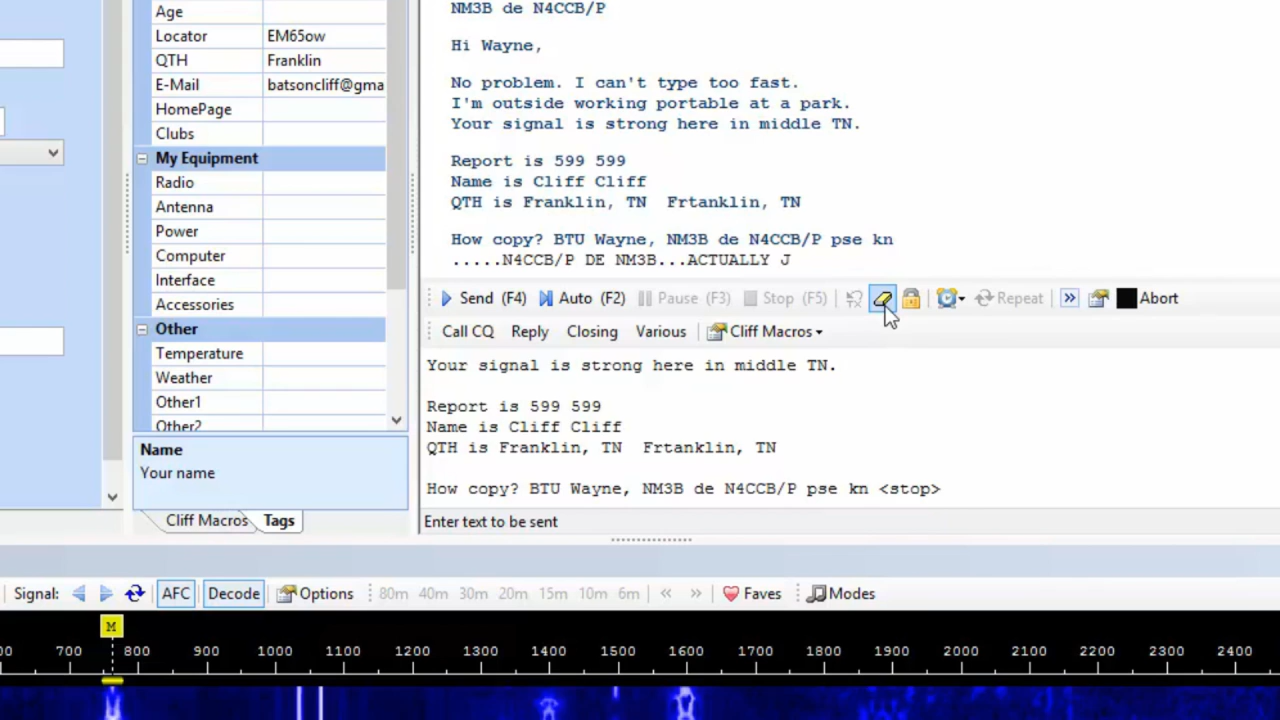 Age
Locator EM65ow
QTH Franklin
E-Mail batsoncliff@gma
HomePage
Clubs
My Equipment
Radio
Antenna
Power
Computer
Interface
Accessories
Other
Temperature
Weather
Other1
Other2
Name
Your name
Cliff Macros Tags
NM3B de N4CCB/P
Hi Wayne,
No problem. I can't type too fast.
I'm outside working portable at a park.
Your signal is strong here in middle TN.
Report is 599 599
Name is Cliff Cliff
QTH is Franklin, TN Frtanklin, TN
How copy? BTU Wayne, NM3B de N4CCB/P pse kn
.....N4CCB/P DE NM3B...ACTUALLY J
Send (F4) Auto (F2) Pause (F3) Stop (F5) Repeat Abort
Call CQ Reply Closing Various Cliff Macros
Your signal is strong here in middle TN.
Report is 599 599
Name is Cliff Cliff
QTH is Franklin, TN Frtanklin, TN
How copy? BTU Wayne, NM3B de N4CCB/P pse kn <stop>
Enter text to be sent
Signal: AFC Decode Options 80m 40m 30m 20m 15m 10m 6m Faves Modes
M
00 700 800 900 1000 1100 1200 1300 1400 1500 1600 1700 1800 1900 2000 2100 2200 2300 2400